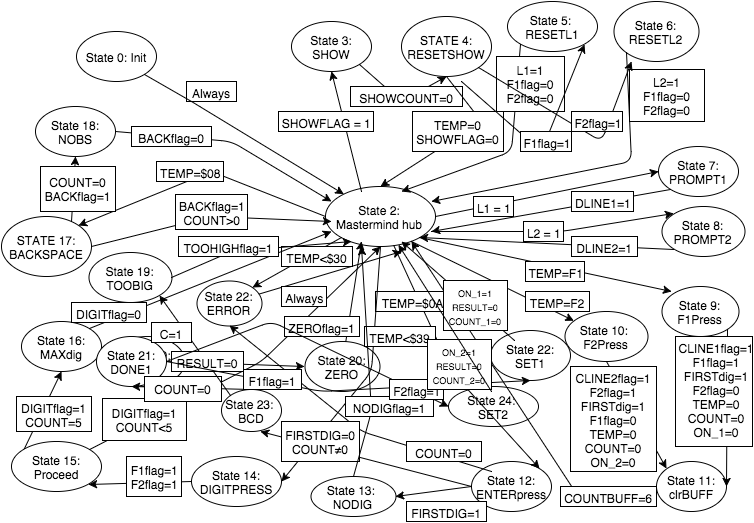 State 5:
RESETL1
State 6:
RESETL2
State 3:
SHOW
STATE 4:
RESETSHOW
State 0: Init
L1=1
F1flag=0
F2flag=0
L2=1
F1flag=0
F2flag=0
Always
SHOWCOUNT=0
SHOWFLAG = 1
TEMP=0
SHOWFLAG=0
F2flag=1
F1flag=1
State 18:
NOBS
BACKflag=0
State 7:
PROMPT1
TEMP=$08
COUNT=0
BACKflag=1
BACKflag=1
COUNT>0
State 2:
Mastermind hub
L1 = 1
DLINE1=1
State 8:
PROMPT2
L2 = 1
DLINE2=1
STATE 17:
BACKSPACE
TOOHIGHflag=1
TEMP<$30
State 19:
TOOBIG
TEMP=F1
State 22:
ERROR
Always
ON_1=1
RESULT=0
COUNT_1=0
TEMP=$0A
TEMP=F2
State 9:
F1Press
DIGITflag=0
ZEROflag=1
State 10:
F2Press
State 16:
MAXdig
C=1
TEMP<$39
ON_2=1
RESULT=0
COUNT_2=0
State 22:
SET1
CLINE1flag=1
F1flag=1
FIRSTdig=1
F2flag=0
TEMP=0
COUNT=0
ON_1=0
State 21:
DONE1
RESULT=0
State 20:
ZERO
CLINE2flag=1
F2flag=1
FIRSTdig=1
F1flag=0
TEMP=0
COUNT=0
ON_2=0
COUNT=0
F1flag=1
F2flag=1
State 24:
SET2
DIGITflag=1
COUNT=5
DIGITflag=1
COUNT<5
State 23:
BCD
NODIGflag=1
FIRSTDIG=0
COUNT≠0
COUNT=0
State 15:
Proceed
F1flag=1
F2flag=1
State 14:
DIGITPRESS
State 13:
NODIG
State 12:
ENTERpress
FIRSTDIG=1
COUNTBUFF=6
State 11:
clrBUFF